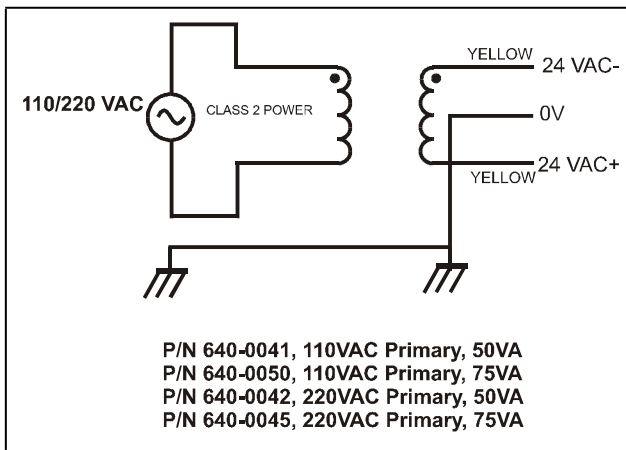 YELLOW 24 VAC-
110/220 VAC CLASS 2 POWER 0V
YELLOW 24 VAC+
P/N 640-0041, 110VAC Primary, 50VA
P/N 640-0050, 110VAC Primary, 75VA
P/N 640-0042, 220VAC Primary, 50VA
P/N 640-0045, 220VAC Primary, 75VA